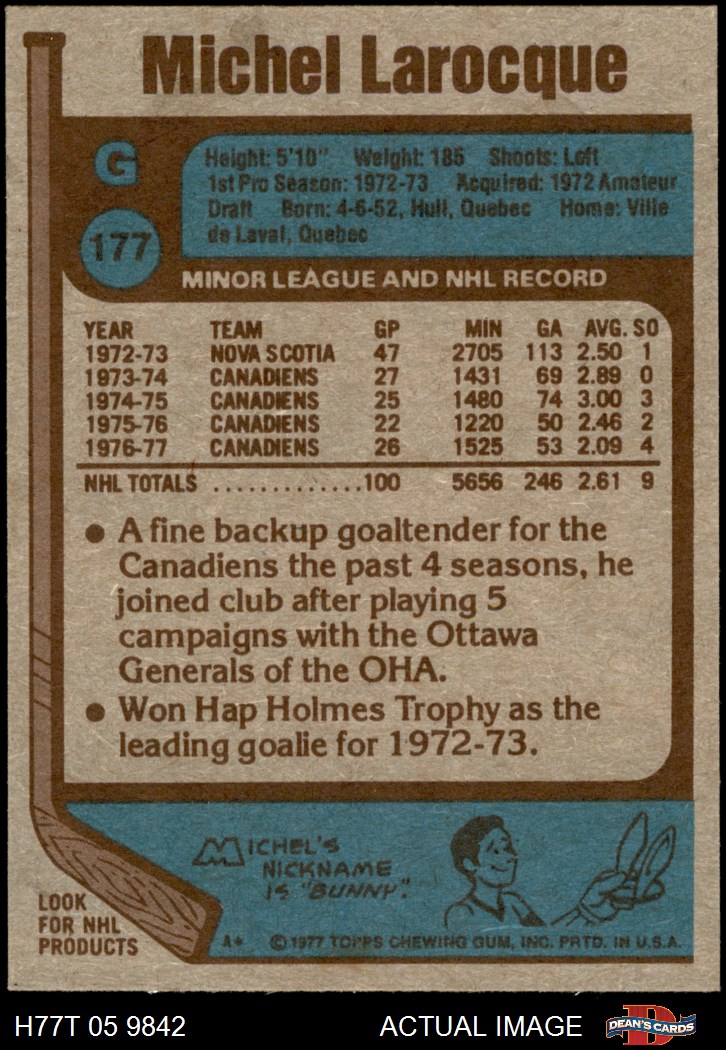 Michel Larocque
G
177
Height: 5'10" Weight: 185 Shoots: Left
1st Pro Season: 1972-73 Acquired: 1972 Amateur
Draft Born: 4-6-52, Hull, Quebec Home: Ville
de Laval, Quebec
MINOR LEAGUE AND NHL RECORD
YEAR TEAM GP MIN GA AVG. SO
1972-73 NOVA SCOTIA 47 2705 113 2.50 1
1973-74 CANADIENS 27 1431 69 2.89 0
1974-75 CANADIENS 25 1480 74 3.00 3
1975-76 CANADIENS 22 1220 50 2.46 2
1976-77 CANADIENS 26 1525 53 2.09 4
NHL TOTALS ..............100 5656 246 2.61 9
● A fine backup goaltender for the
Canadiens the past 4 seasons, he
joined club after playing 5
campaigns with the Ottawa
Generals of the OHA.
● Won Hap Holmes Trophy as the
leading goalie for 1972-73.
MICHEL'S
NICKNAME
IS "BUNNY".
LOOK
FOR NHL
PRODUCTS
A* © 1977 TOPPS CHEWING GUM, INC. PRTD. IN U.S.A.
H77T 05 9842 ACTUAL IMAGE D DEAN'S CARDS